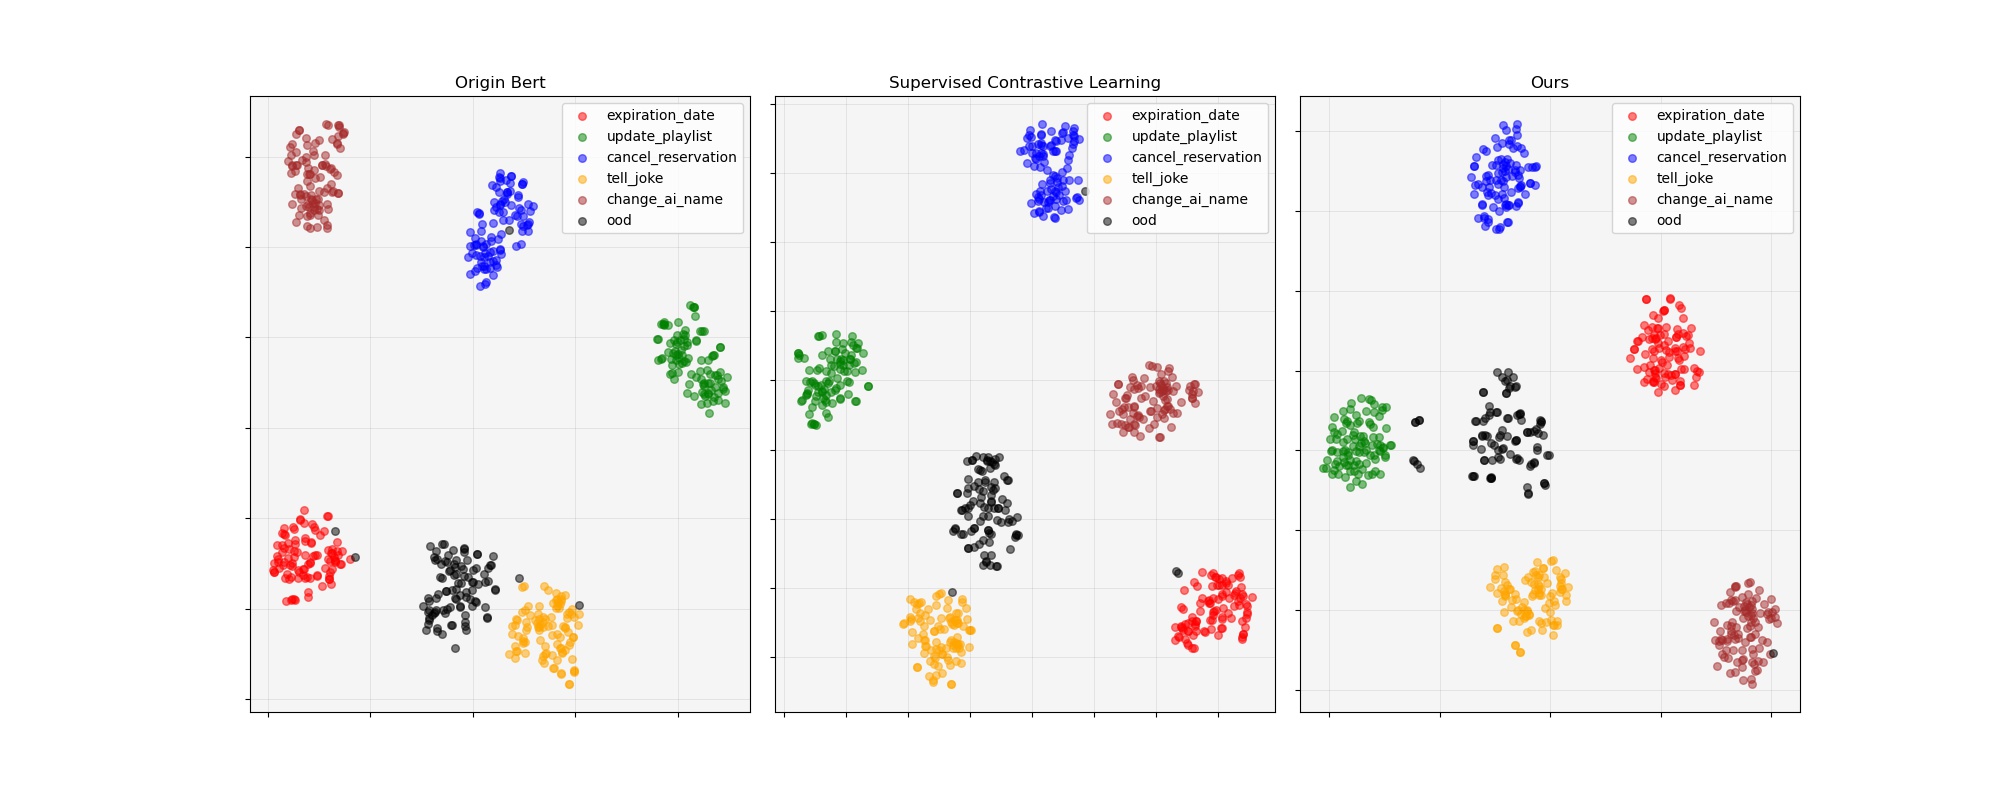 Origin Bert
expiration_date
update_playlist
cancel_reservation
tell_joke
change_ai_name
ood
Supervised Contrastive Learning
expiration_date
update_playlist
cancel_reservation
tell_joke
change_ai_name
ood
Ours
expiration_date
update_playlist
cancel_reservation
tell_joke
change_ai_name
ood